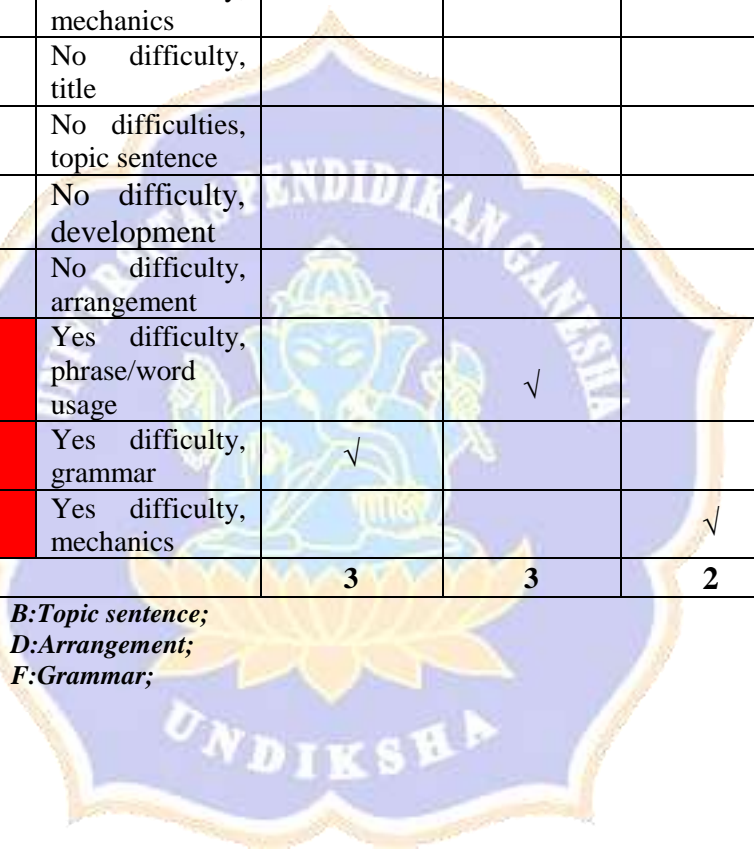 mechanics
No difficulty,
title
No difficulties,
topic sentence
No difficulty,
development
No difficulty,
arrangement
Yes difficulty,
phrase/word
usage
√
Yes difficulty,
grammar
√
Yes difficulty,
mechanics
√
3 3 2
B:Topic sentence;
D:Arrangement;
F:Grammar;
UNIVERSITAS PENDIDIKAN GANESHA
UNDIKSHA